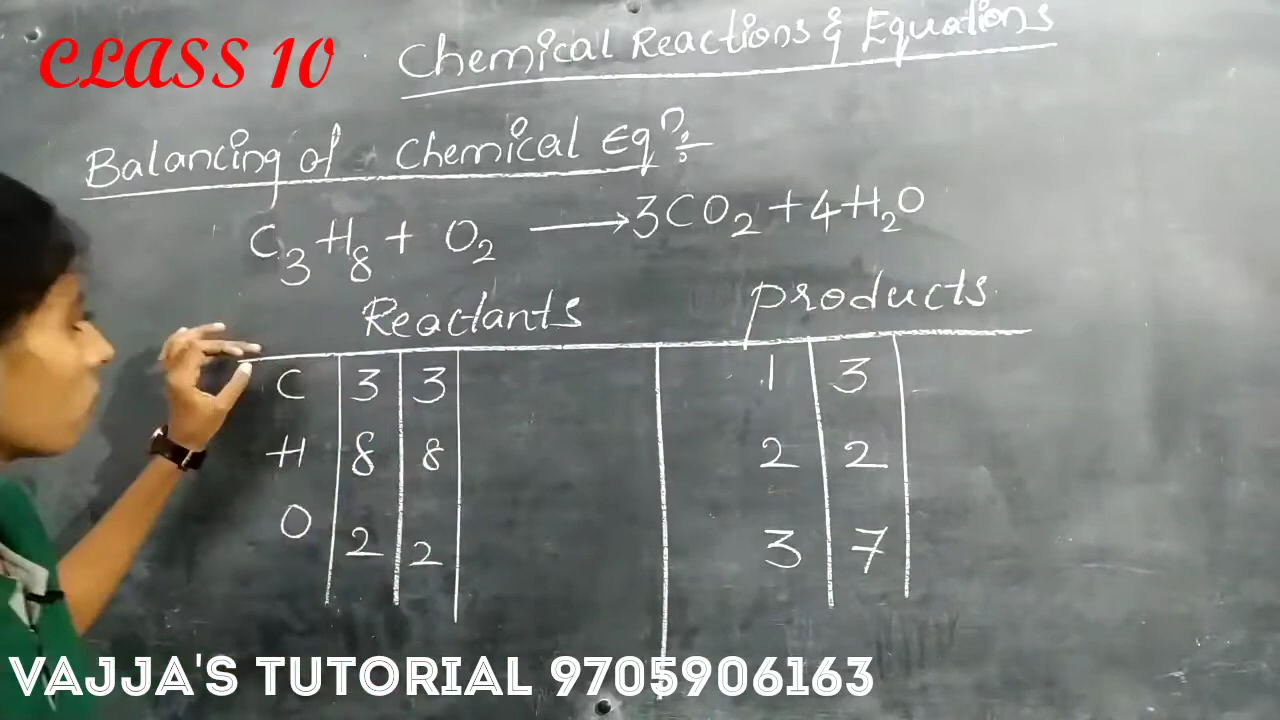 CLASS 10
Chemical Reactions & Equations
Balancing of Chemical Eqn:-
C3H8 + O2 → 3CO2 + 4H2O
Reactants products
C 3 3 1 3
H 8 8 2 2
O 2 2 3 7
VAJJA'S TUTORIAL 9705906163